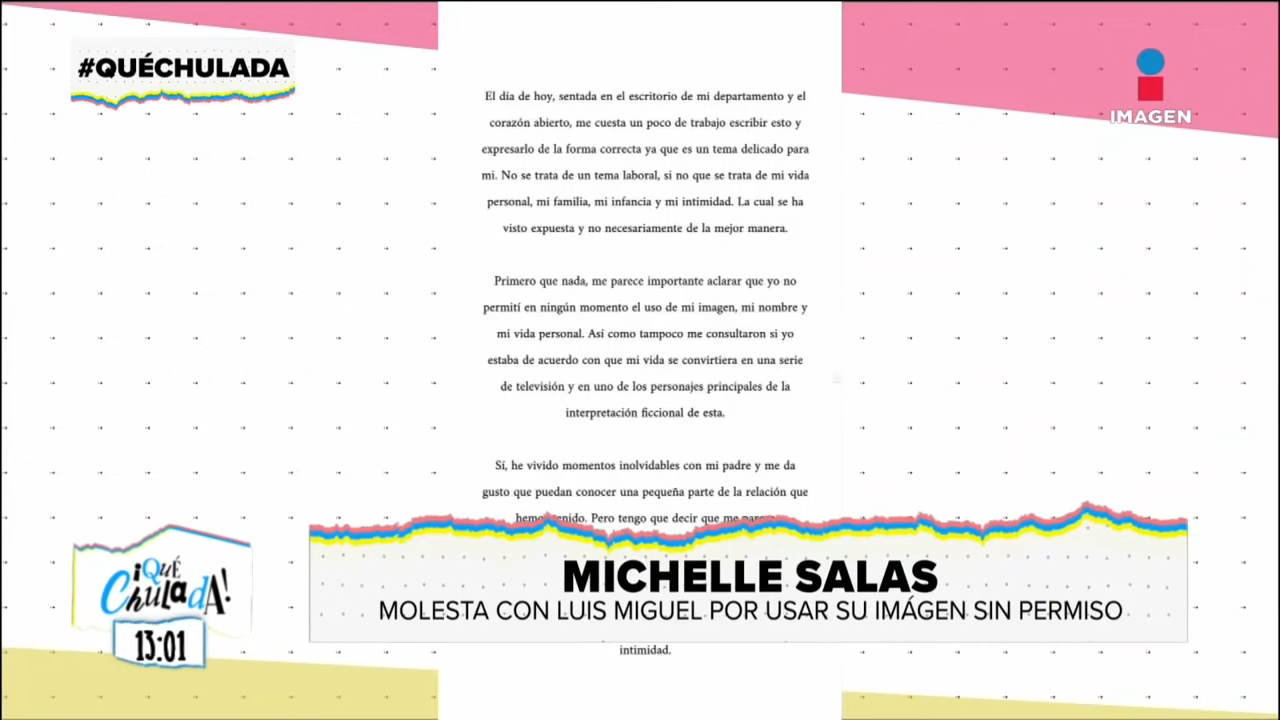 #QUÉCHULADA
IMAGEN
El día de hoy, sentada en el escritorio de mi departamento y el
corazón abierto, me cuesta un poco de trabajo escribir esto y
expresarlo de la forma correcta ya que es un tema delicado para
mi. No se trata de un tema laboral, si no que se trata de mi vida
personal, mi familia, mi infancia y mi intimidad. La cual se ha
visto expuesta y no necesariamente de la mejor manera.
Primero que nada, me parece importante aclarar que yo no
permití en ningún momento el uso de mi imagen, mi nombre y
mi vida personal. Así como tampoco me consultaron si yo
estaba de acuerdo con que mi vida se convirtiera en una serie
de televisión y en uno de los personajes principales de la
interpretación ficcional de esta.
Sí, he vivido momentos inolvidables con mi padre y me da
gusto que puedan conocer una pequeña parte de la relación que
Pero tengo que decir que me
¡QUÉ
ChuladA!
13:01
MICHELLE SALAS
MOLESTA CON LUIS MIGUEL POR USAR SU IMÁGEN SIN PERMISO
intimidad.